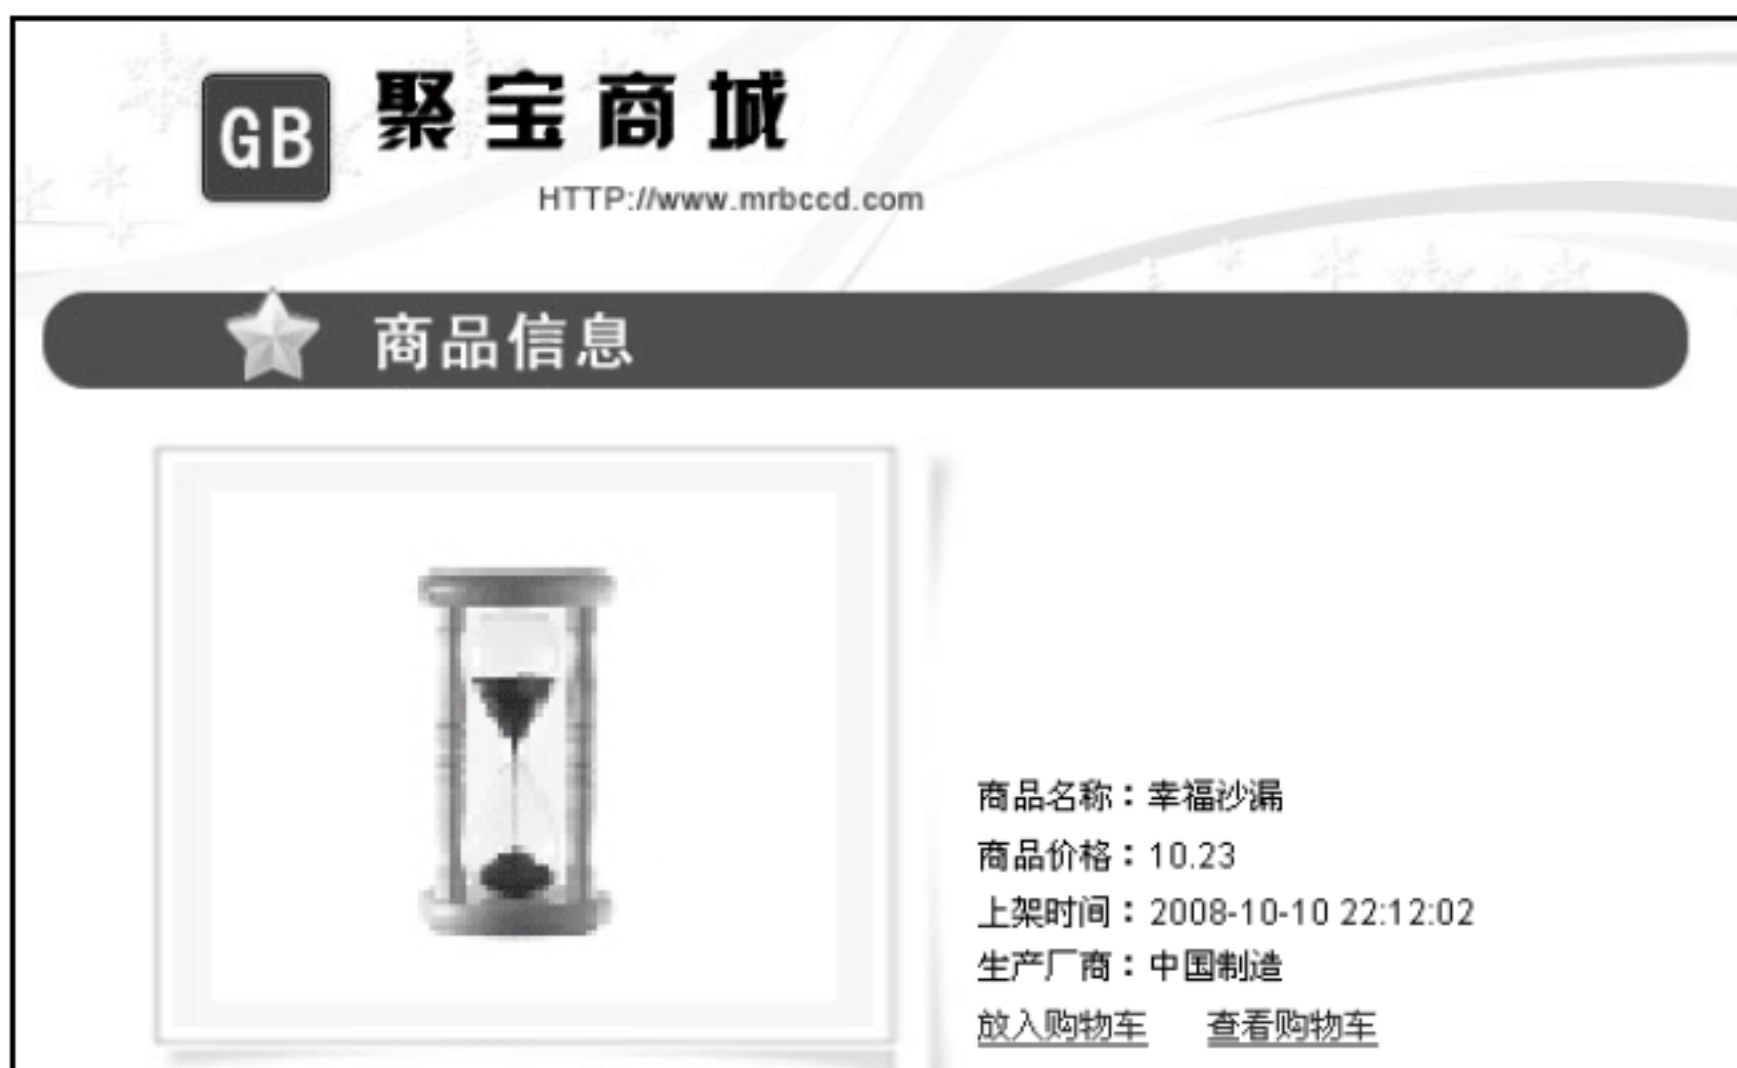 GB 聚宝商城
HTTP://www.mrbccd.com
商品信息
商品名称：幸福沙漏
商品价格：10.23
上架时间：2008-10-10 22:12:02
生产厂商：中国制造
放入购物车 查看购物车